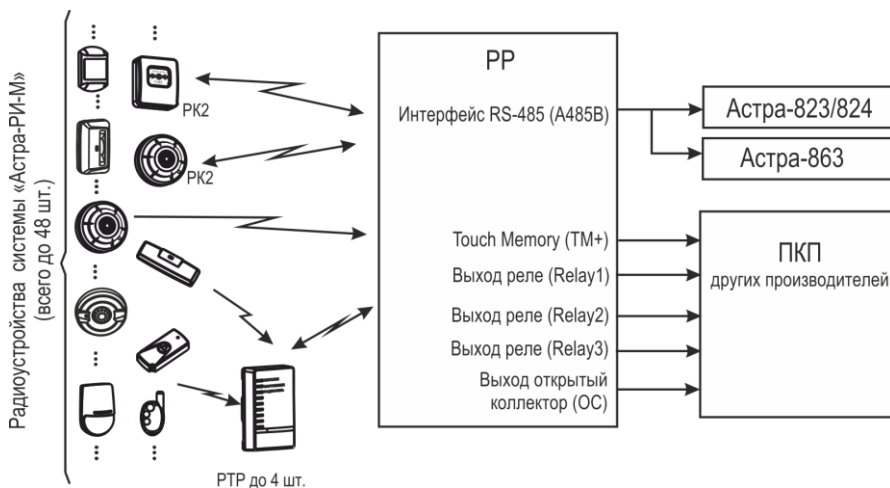 Радиоустройства системы «Астра-РИ-М»
(всего до 48 шт.)
РК2
РК2
РТР до 4 шт.
РР
Интерфейс RS-485 (A485B)
Touch Memory (TM+)
Выход реле (Relay1)
Выход реле (Relay2)
Выход реле (Relay3)
Выход открытый
коллектор (ОС)
Астра-823/824
Астра-863
ПКП
других производителей